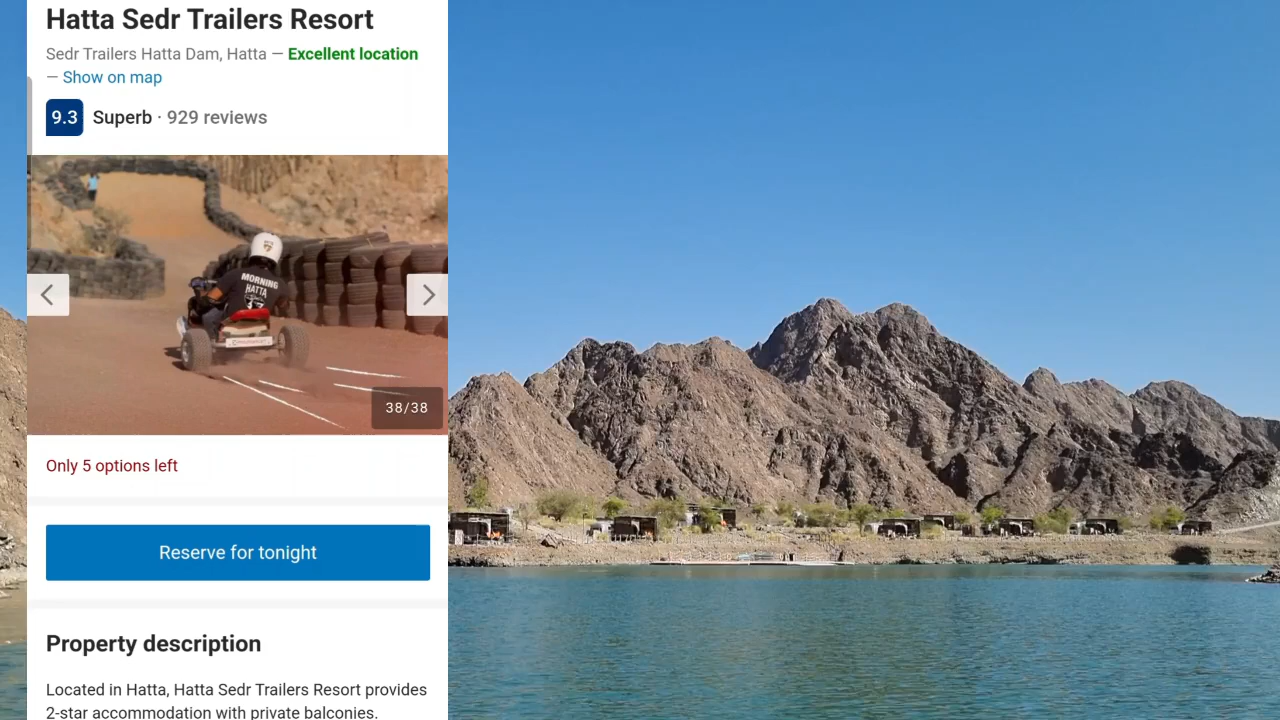 Hatta Sedr Trailers Resort
Sedr Trailers Hatta Dam, Hatta — Excellent location
— Show on map
9.3 Superb · 929 reviews
MORNING
HATTA
38/38
Only 5 options left
Reserve for tonight
Property description
Located in Hatta, Hatta Sedr Trailers Resort provides
2-star accommodation with private balconies.